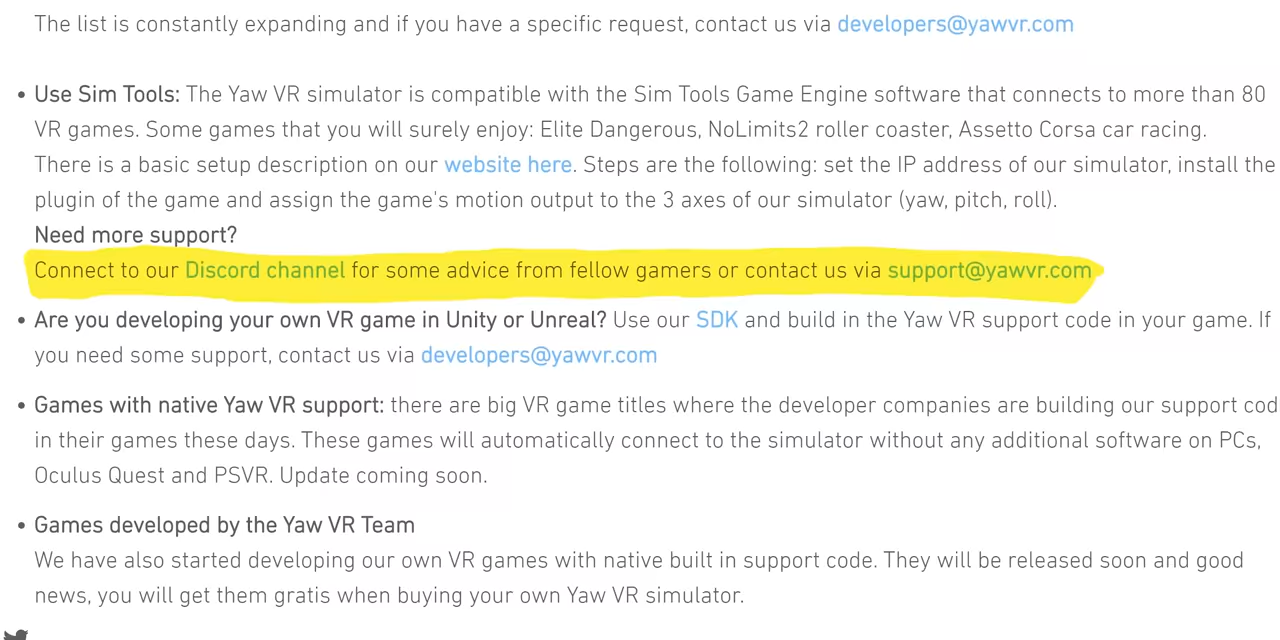 The list is constantly expanding and if you have a specific request, contact us via developers@yawvr.com
• Use Sim Tools: The Yaw VR simulator is compatible with the Sim Tools Game Engine software that connects to more than 80
VR games. Some games that you will surely enjoy: Elite Dangerous, NoLimits2 roller coaster, Assetto Corsa car racing.
There is a basic setup description on our website here. Steps are the following: set the IP address of our simulator, install the
plugin of the game and assign the game's motion output to the 3 axes of our simulator (yaw, pitch, roll).
Need more support?
Connect to our Discord channel for some advice from fellow gamers or contact us via support@yawvr.com
• Are you developing your own VR game in Unity or Unreal? Use our SDK and build in the Yaw VR support code in your game. If
you need some support, contact us via developers@yawvr.com
• Games with native Yaw VR support: there are big VR game titles where the developer companies are building our support cod
in their games these days. These games will automatically connect to the simulator without any additional software on PCs,
Oculus Quest and PSVR. Update coming soon.
• Games developed by the Yaw VR Team
We have also started developing our own VR games with native built in support code. They will be released soon and good
news, you will get them gratis when buying your own Yaw VR simulator.